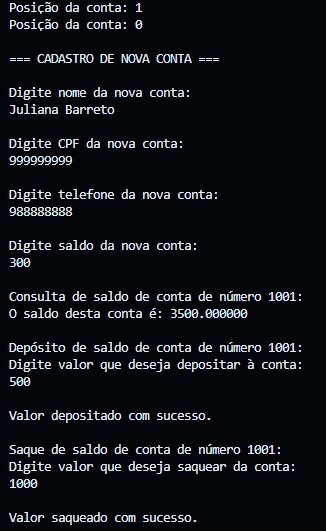 Posição da conta: 1
Posição da conta: 0
=== CADASTRO DE NOVA CONTA ===
Digite nome da nova conta:
Juliana Barreto
Digite CPF da nova conta:
999999999
Digite telefone da nova conta:
988888888
Digite saldo da nova conta:
300
Consulta de saldo de conta de número 1001:
O saldo desta conta é: 3500.000000
Depósito de saldo de conta de número 1001:
Digite valor que deseja depositar à conta:
500
Valor depositado com sucesso.
Saque de saldo de conta de número 1001:
Digite valor que deseja saquear da conta:
1000
Valor saqueado com sucesso.